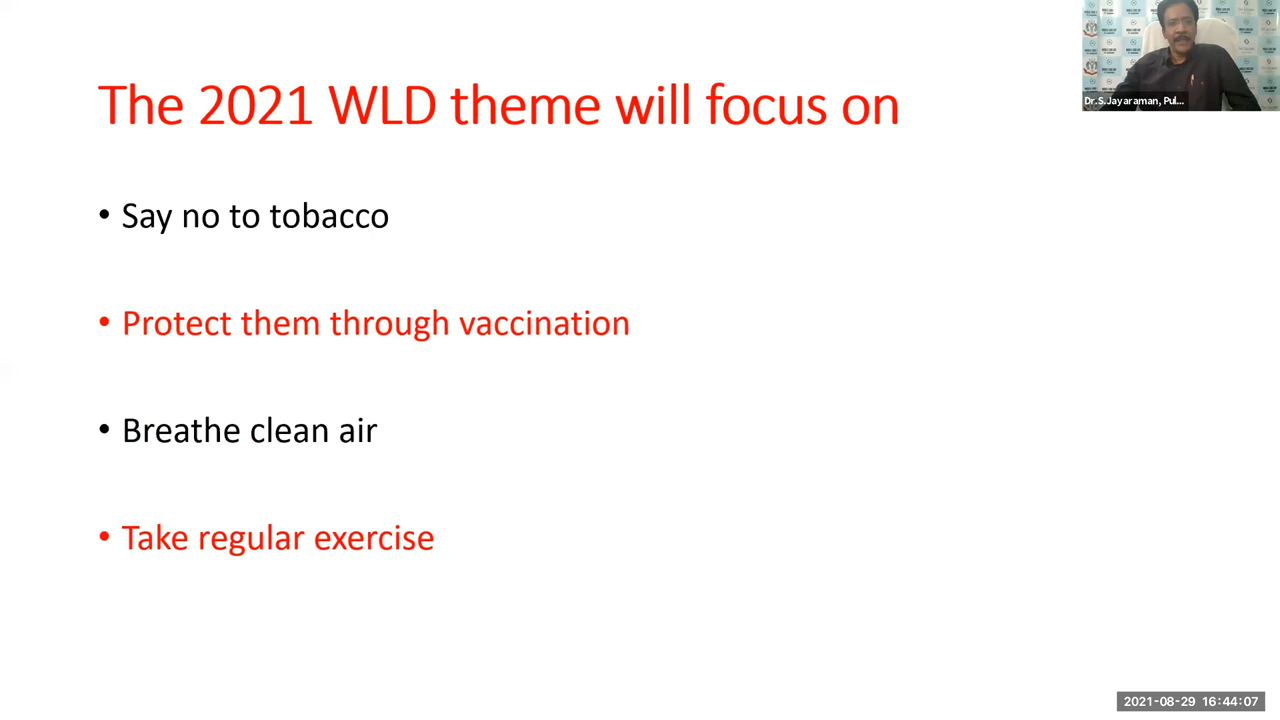 The 2021 WLD theme will focus on
• Say no to tobacco
• Protect them through vaccination
• Breathe clean air
• Take regular exercise
Dr.S.Jayaraman, Pul...
2021-08-29 16:44:07